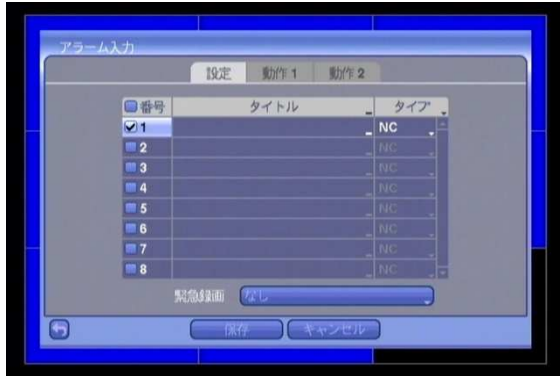 アラーム入力
設定 動作 1 動作 2
番号 タイトル タイプ
1 NC
2 NC
3 NC
4 NC
5 NC
6 NC
7 NC
8 NC
緊急録画 なし
保存 キャンセル